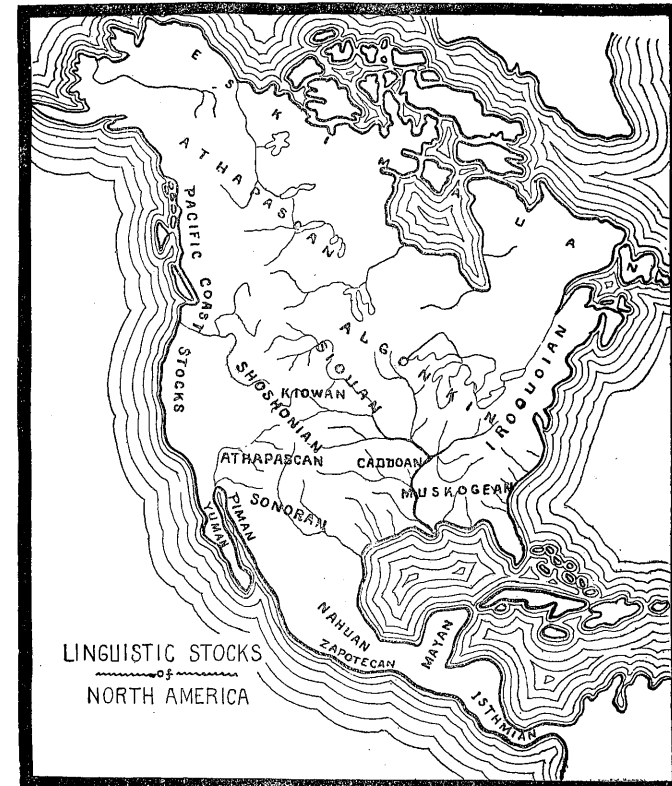 ESKIMAUAN
ATHAPASCAN
PACIFIC COAST
STOCKS
ALGONKIN
SIOUAN
IROQUOIAN
SHOSHONIAN
KIOWAN
ATHAPASCAN
CADDOAN
MUSKOGEAN
SONORAN
PIMAN
YUMAN
NAHUAN
ZAPOTECAN
MAYAN
ISTHMIAN
LINGUISTIC STOCKS
of
NORTH AMERICA